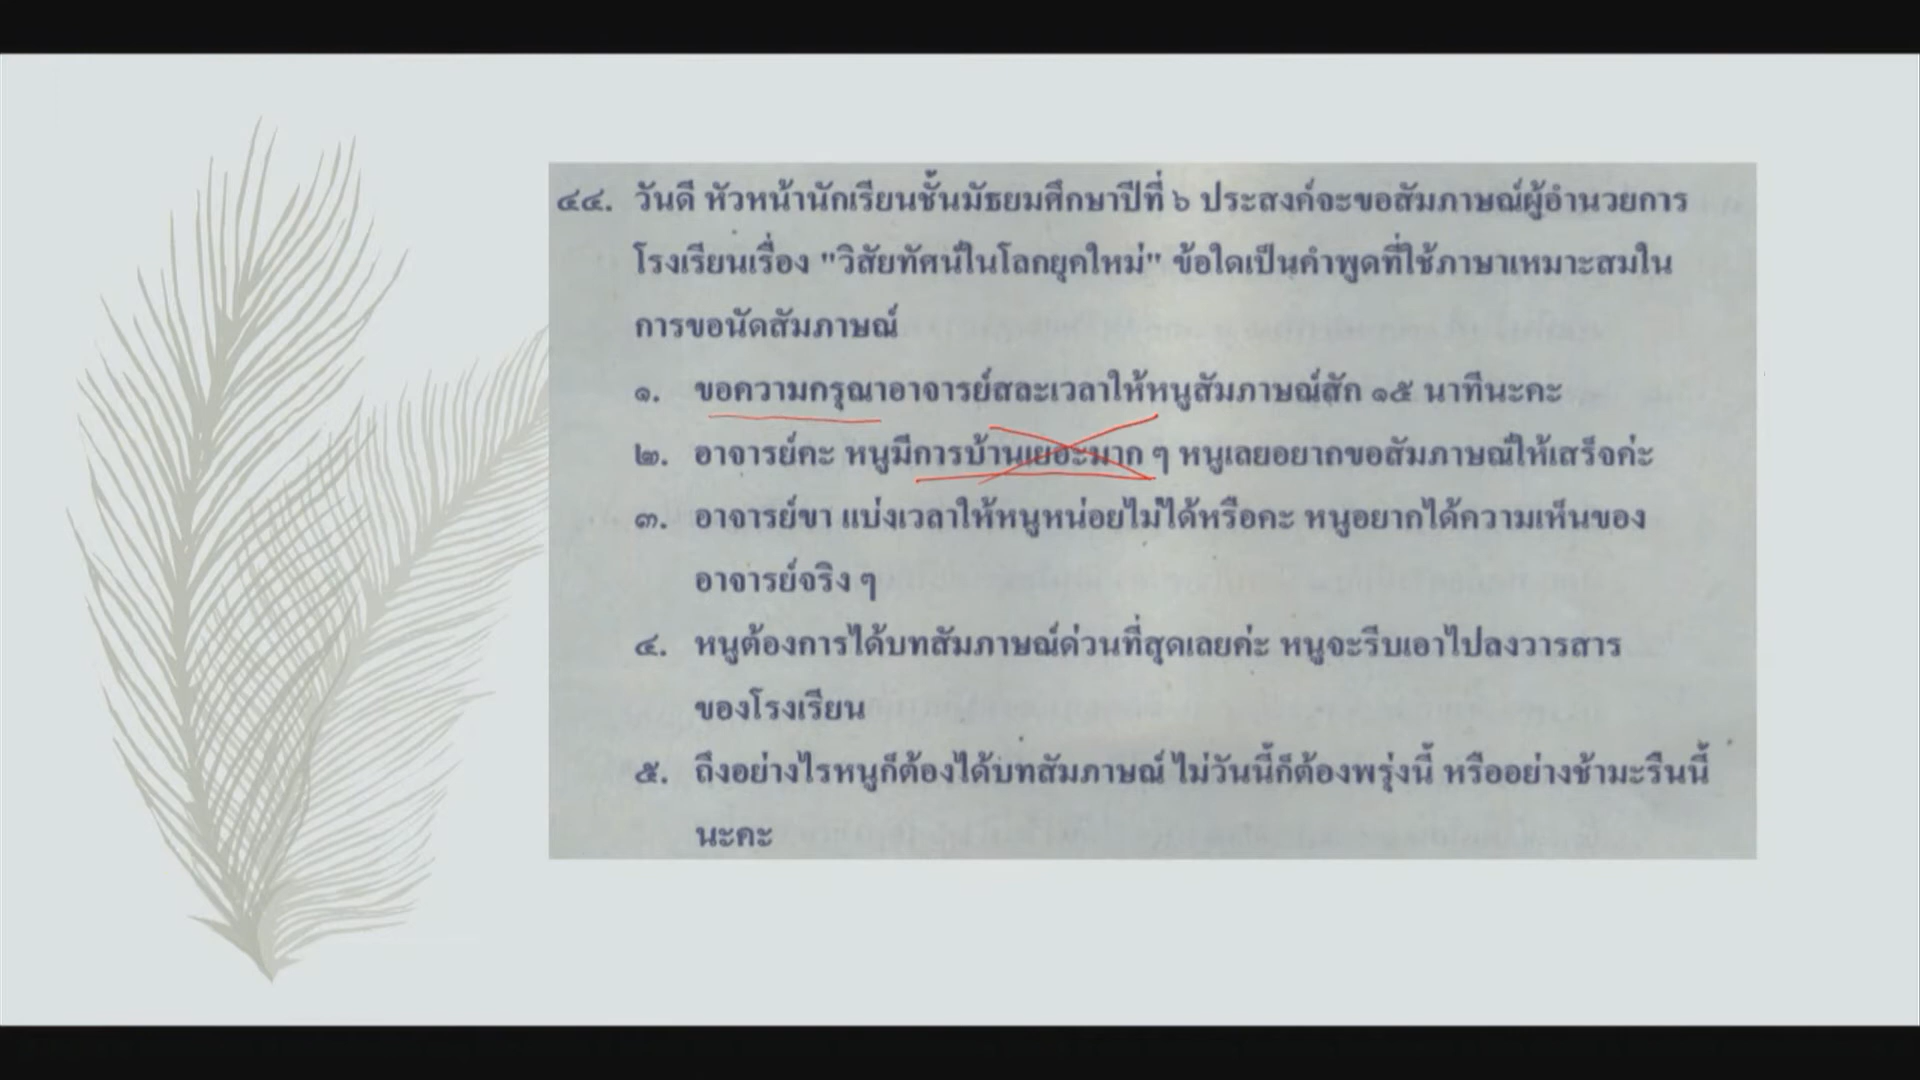 ๔๔. วันดี หัวหน้านักเรียนชั้นมัธยมศึกษาปีที่ ๖ ประสงค์จะขอสัมภาษณ์ผู้อำนวยการ
โรงเรียนเรื่อง "วิสัยทัศน์ในโลกยุคใหม่" ข้อใดเป็นคำพูดที่ใช้ภาษาเหมาะสมใน
การขอนัดสัมภาษณ์
๑. ขอความกรุณาอาจารย์สละเวลาให้หนูสัมภาษณ์สัก ๑๕ นาทีนะคะ
๒. อาจารย์คะ หนูมีการบ้านเยอะมาก ๆ หนูเลยอยากขอสัมภาษณ์ให้เสร็จค่ะ
๓. อาจารย์ขา แบ่งเวลาให้หนูหน่อยไม่ได้หรือคะ หนูอยากได้ความเห็นของ
อาจารย์จริง ๆ
๔. หนูต้องการได้บทสัมภาษณ์ด่วนที่สุดเลยค่ะ หนูจะรีบเอาไปลงวารสาร
ของโรงเรียน
๕. ถึงอย่างไรหนูก็ต้องได้บทสัมภาษณ์ ไม่วันนี้ก็ต้องพรุ่งนี้ หรืออย่างช้ามะรืนนี้
นะคะ